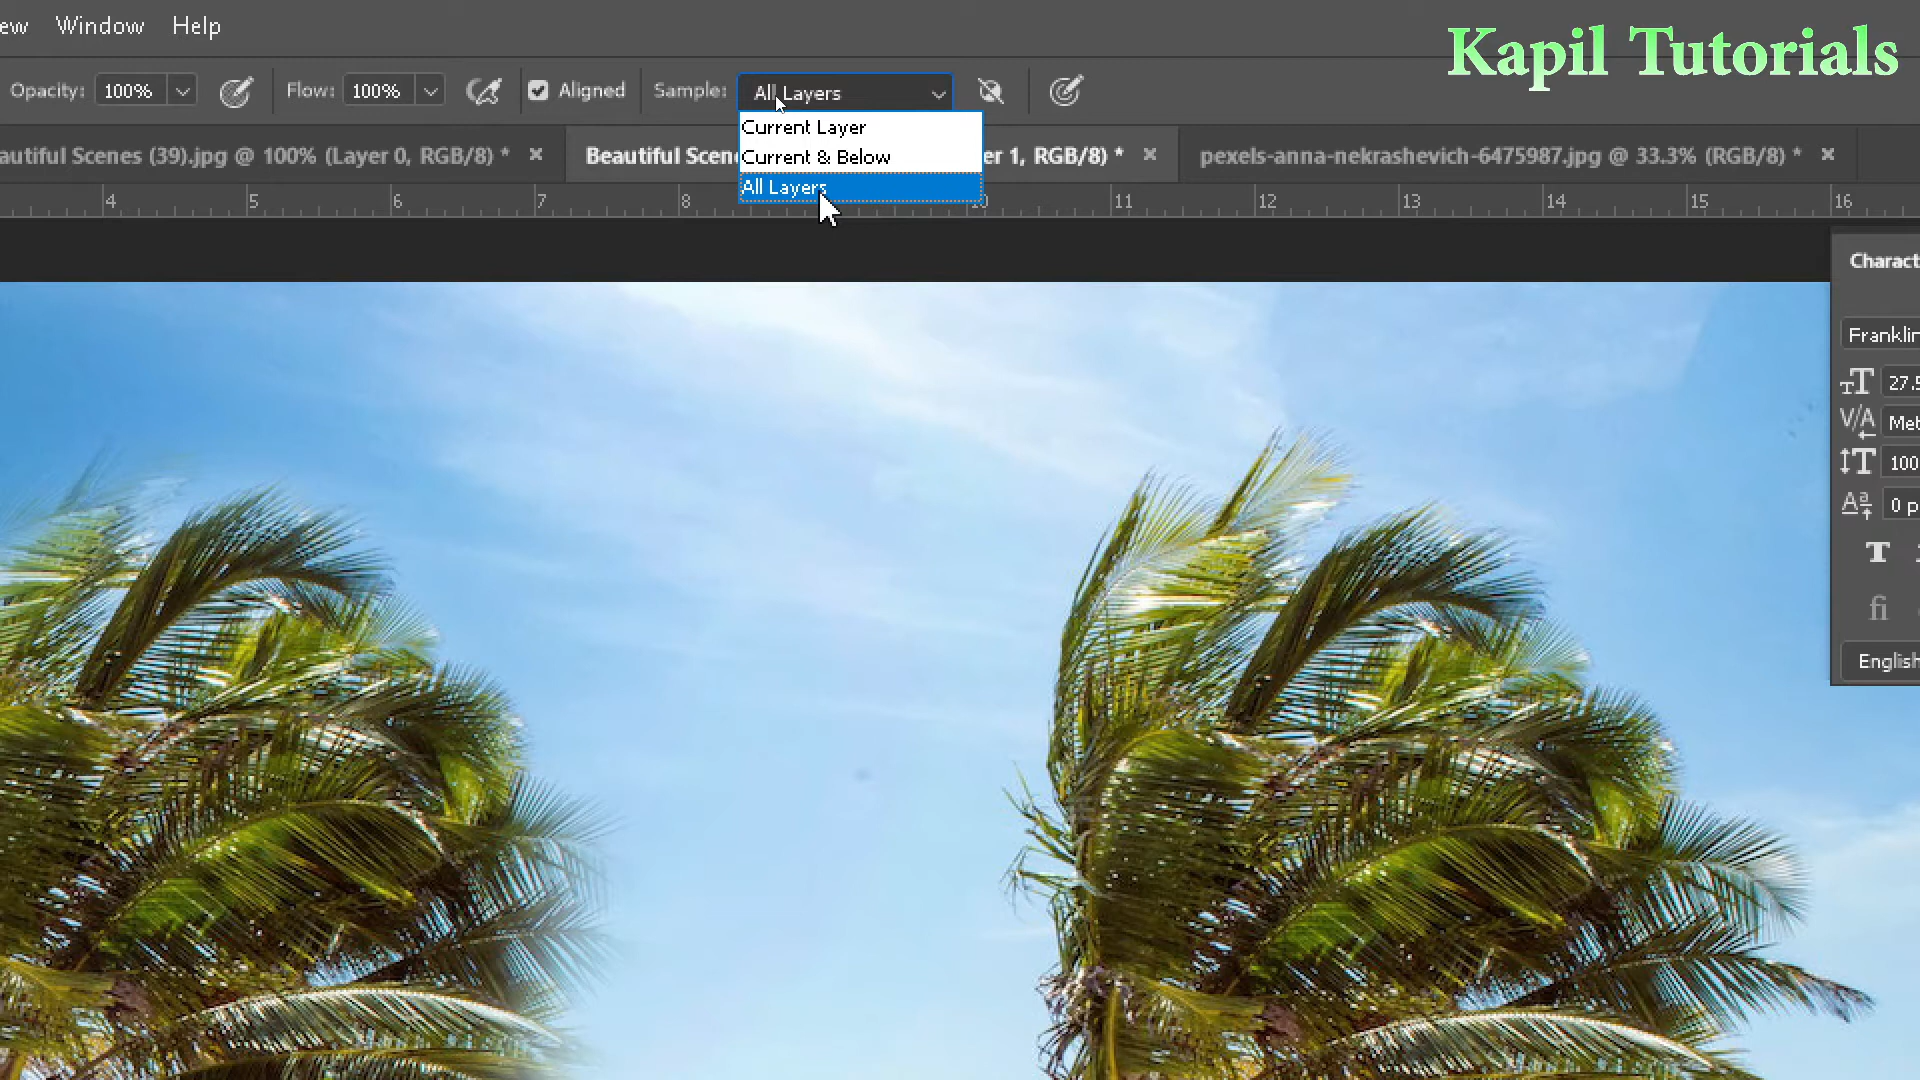 ew Window Help
Kapil Tutorials
Opacity: 100% Flow: 100% Aligned Sample: All Layers
Current Layer
Current & Below
All Layers
autiful Scenes (39).jpg @ 100% (Layer 0, RGB/8) * × Beautiful Scen er 1, RGB/8) * × pexels-anna-nekrashevich-6475987.jpg @ 33.3% (RGB/8) * ×
4 5 6 7 8 10 11 12 13 14 15 16
Charact
Franklin
27.5
Met
100
0 p
T
fi
English